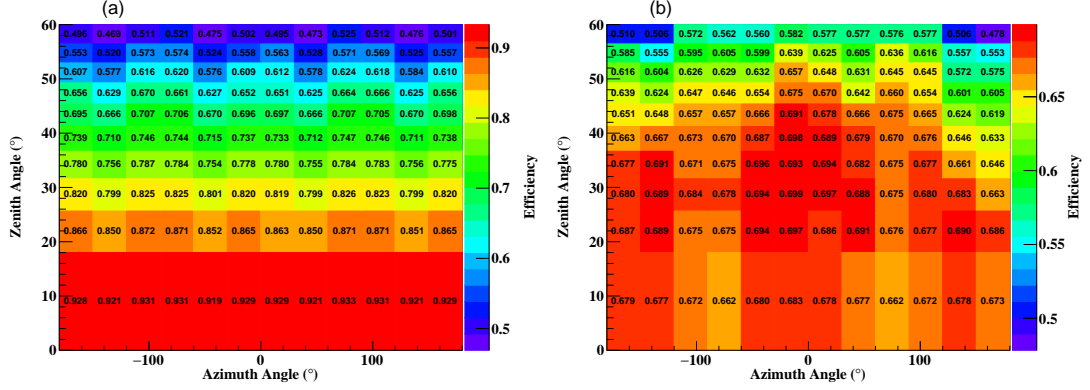 (a)
60
0.496 0.469 0.511 0.521 0.475 0.502 0.495 0.473 0.525 0.512 0.476 0.501
0.553 0.520 0.573 0.574 0.524 0.558 0.563 0.528 0.571 0.569 0.525 0.557
50
0.607 0.577 0.616 0.620 0.576 0.609 0.612 0.578 0.624 0.618 0.584 0.610
0.656 0.629 0.670 0.661 0.627 0.652 0.651 0.625 0.664 0.666 0.625 0.656
0.695 0.666 0.707 0.706 0.670 0.696 0.697 0.666 0.707 0.705 0.670 0.698
40
0.739 0.710 0.746 0.744 0.715 0.737 0.733 0.712 0.747 0.746 0.711 0.738
0.780 0.756 0.787 0.784 0.754 0.778 0.780 0.755 0.784 0.783 0.756 0.775
30
0.820 0.799 0.825 0.825 0.801 0.820 0.819 0.799 0.826 0.823 0.799 0.820
0.866 0.850 0.872 0.871 0.852 0.865 0.863 0.850 0.871 0.871 0.851 0.865
20
10
0.928 0.921 0.931 0.931 0.919 0.929 0.929 0.921 0.933 0.931 0.921 0.929
0
−100 0 100
Azimuth Angle (°)
Zenith Angle (°)
0.9
0.8
0.7
0.6
0.5
Efficiency
(b)
60
0.510 0.506 0.572 0.562 0.560 0.582 0.577 0.577 0.576 0.577 0.506 0.478
0.585 0.555 0.595 0.605 0.599 0.639 0.625 0.605 0.636 0.616 0.557 0.553
50
0.616 0.604 0.626 0.629 0.632 0.657 0.648 0.631 0.645 0.645 0.572 0.575
0.639 0.624 0.647 0.646 0.654 0.675 0.670 0.642 0.660 0.654 0.601 0.605
0.651 0.648 0.657 0.657 0.666 0.691 0.678 0.666 0.675 0.665 0.624 0.619
40
0.663 0.667 0.673 0.668 0.687 0.698 0.689 0.679 0.670 0.676 0.646 0.633
0.677 0.691 0.671 0.675 0.696 0.693 0.694 0.682 0.675 0.677 0.661 0.646
30
0.680 0.689 0.684 0.678 0.694 0.699 0.697 0.688 0.675 0.680 0.683 0.663
0.687 0.689 0.675 0.675 0.694 0.697 0.686 0.691 0.676 0.677 0.690 0.686
20
10
0.679 0.677 0.672 0.662 0.680 0.683 0.678 0.677 0.662 0.672 0.678 0.673
0
−100 0 100
Azimuth Angle (°)
Zenith Angle (°)
0.65
0.6
0.55
0.5
Efficiency